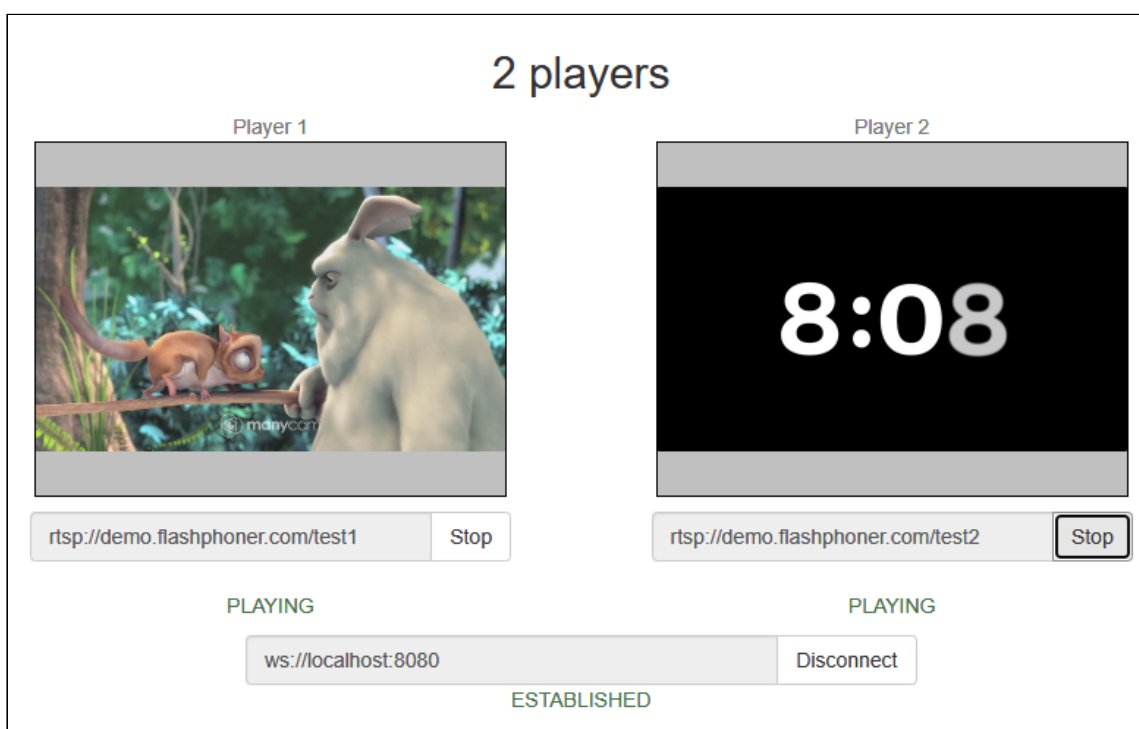 2 players
Player 1
Player 2
manycam
8:08
rtsp://demo.flashphoner.com/test1
Stop
rtsp://demo.flashphoner.com/test2
Stop
PLAYING
PLAYING
ws://localhost:8080
Disconnect
ESTABLISHED